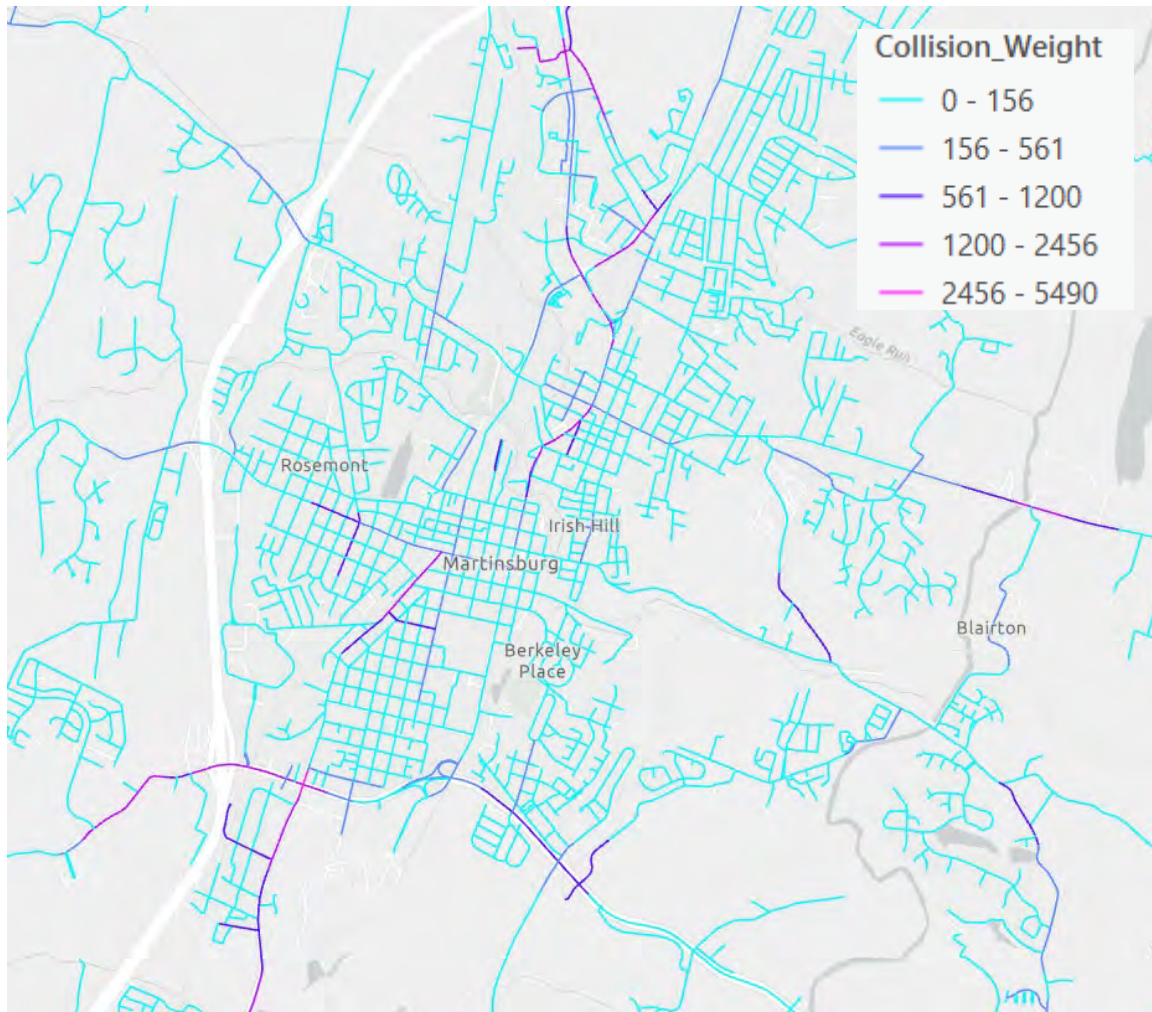 Collision_Weight
0 - 156
156 - 561
561 - 1200
1200 - 2456
2456 - 5490
Eagle Run
Rosemont
Irish Hill
Martinsburg
Blairton
Berkeley
Place